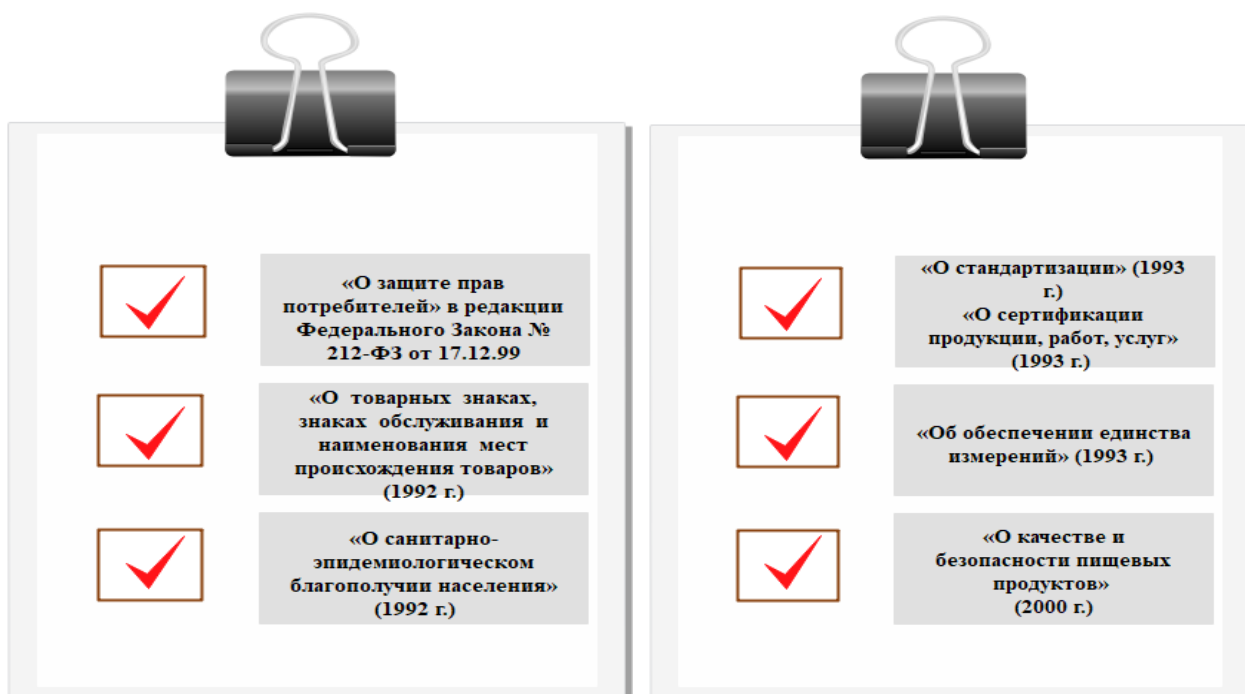 «О защите прав
потребителей» в редакции
Федерального Закона №
212-ФЗ от 17.12.99
«О товарных знаках,
знаках обслуживания и
наименования мест
происхождения товаров»
(1992 г.)
«О санитарно-
эпидемиологическом
благополучии населения»
(1992 г.)
«О стандартизации» (1993
г.)
«О сертификации
продукции, работ, услуг»
(1993 г.)
«Об обеспечении единства
измерений» (1993 г.)
«О качестве и
безопасности пищевых
продуктов»
(2000 г.)